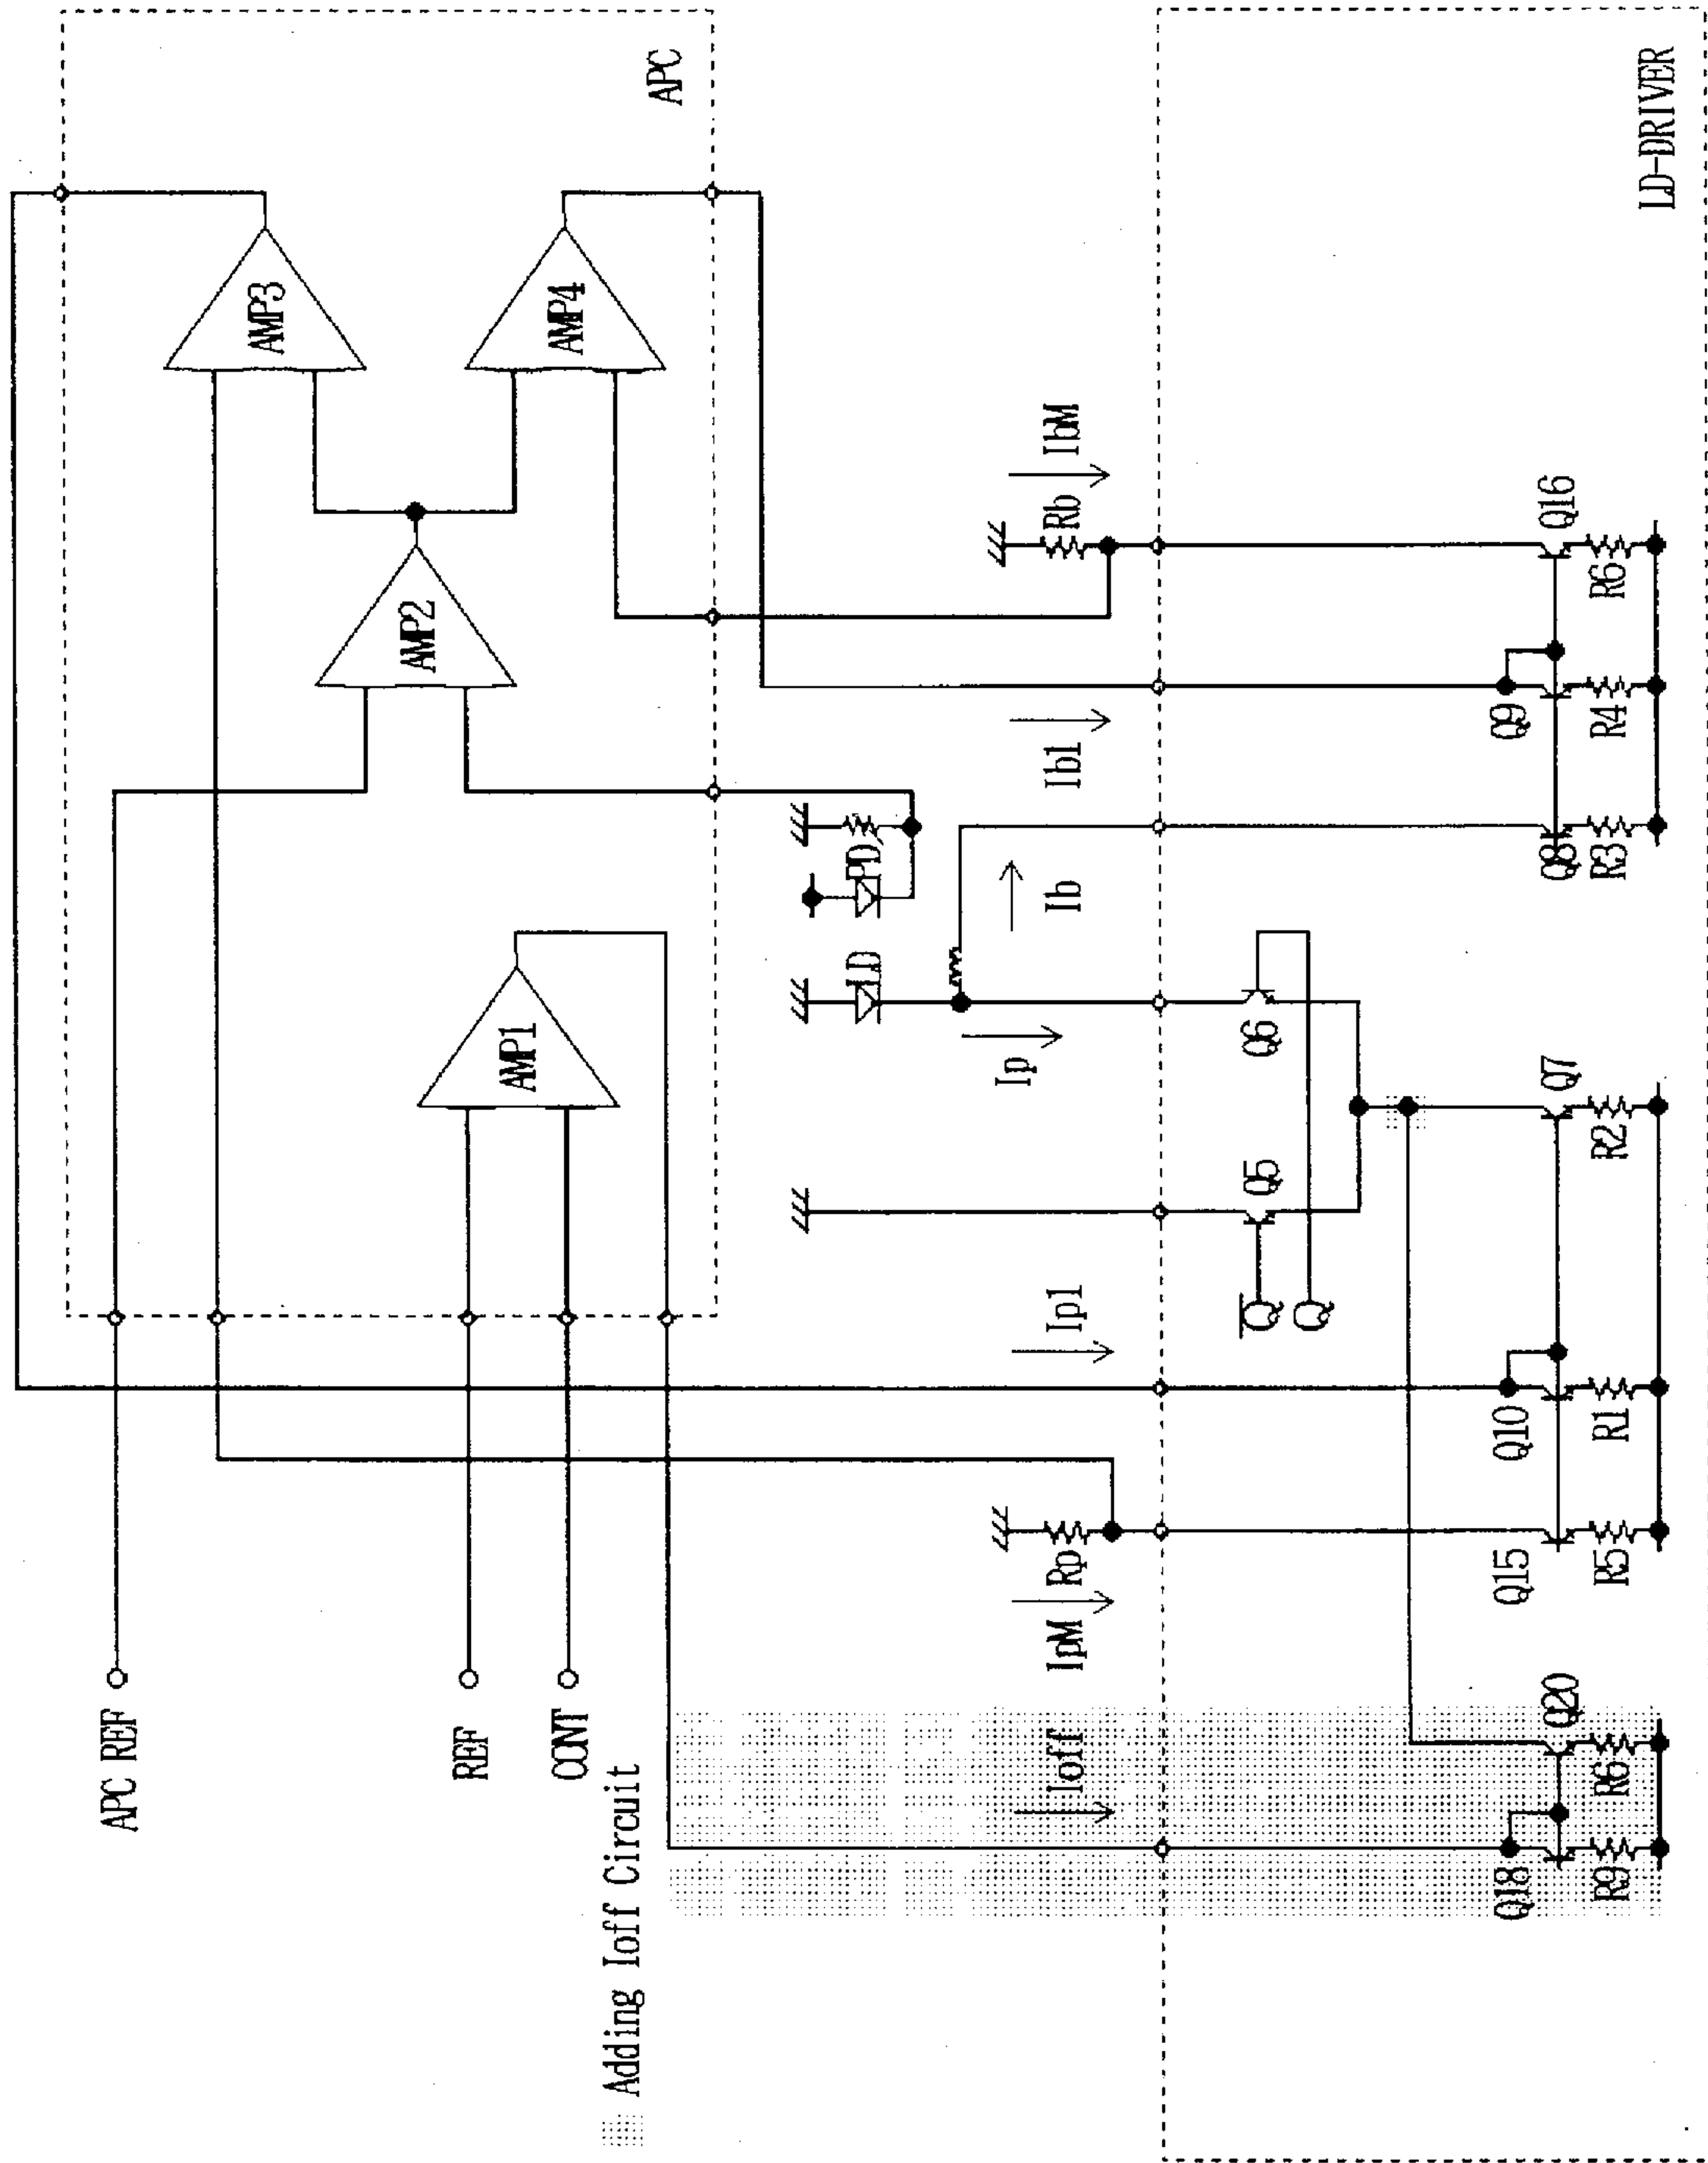 APC
AMP3
AMP4
AMP2
AMP1
APC REF
REF
CONT
Adding Ioff Circuit
LD
PD
Rb
IbM
Ib1
Ib
Ip
Ip1
Rp
IpM
Ioff
LD-DRIVER
Q5
Q6
Q
Q
Q16
Q9
Q8
Q7
Q10
Q15
Q20
Q18
R6
R4
R3
R2
R1
R5
R6
R9